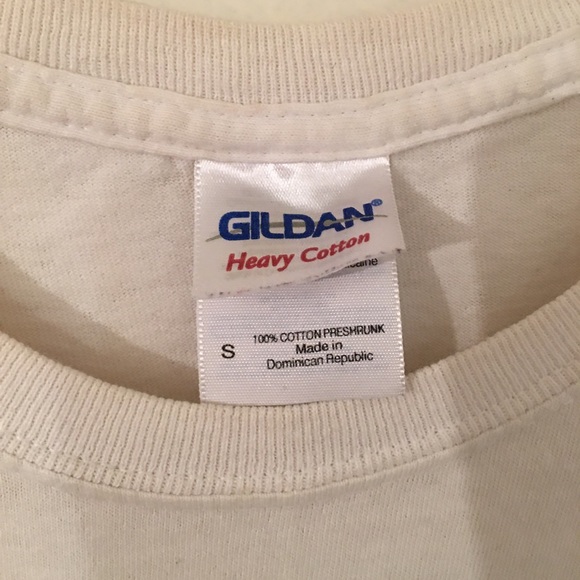 GILDAN®
Heavy Cotton
S
100% COTTON PRESHRUNK
Made in
Dominican Republic